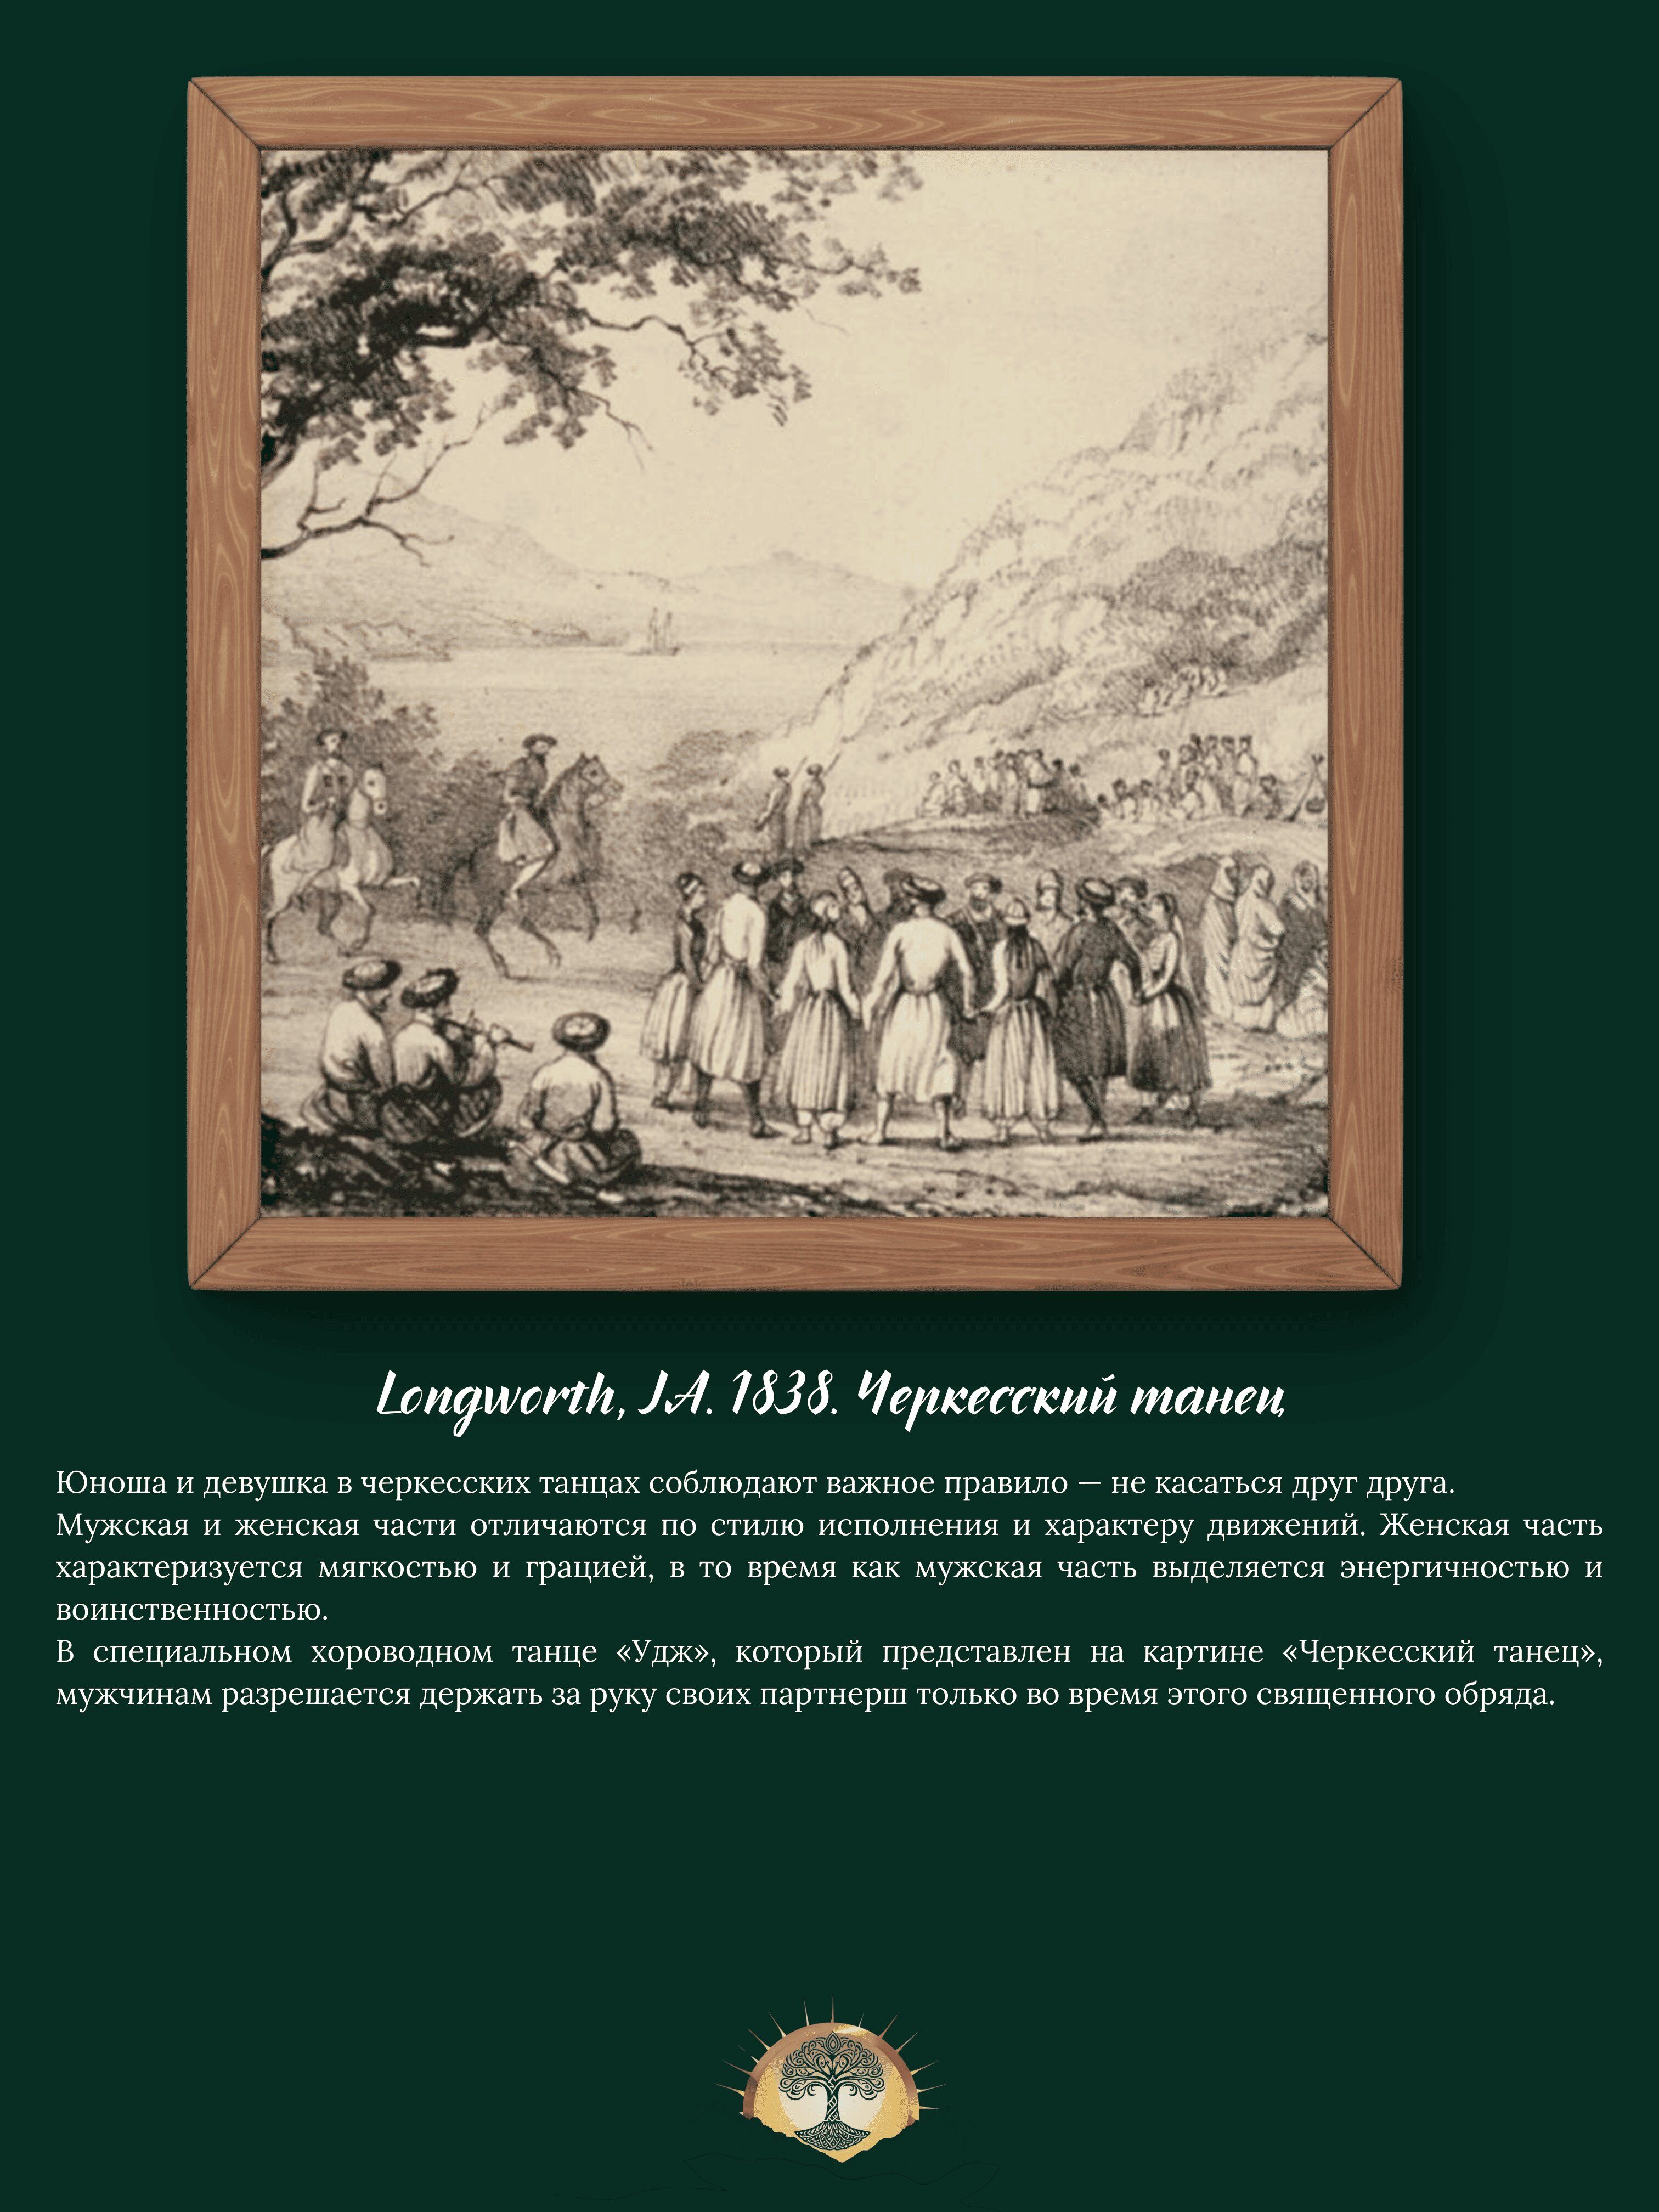 Longworth, J.A. 1838. Черкесский танец
Юноша и девушка в черкесских танцах соблюдают важное правило — не касаться друг друга.
Мужская и женская части отличаются по стилю исполнения и характеру движений. Женская часть
характеризуется мягкостью и грацией, в то время как мужская часть выделяется энергичностью и
воинственностью.
В специальном хороводном танце «Удж», который представлен на картине «Черкесский танец»,
мужчинам разрешается держать за руку своих партнерш только во время этого священного обряда.